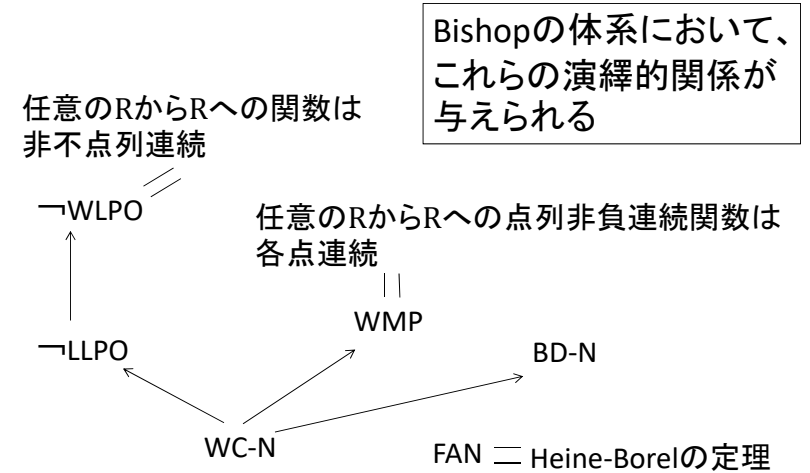 Bishopの体系において、
これらの演繹的関係が
与えられる
任意のRからRへの関数は
非不点列連続
¬WLPO
任意のRからRへの点列非負連続関数は
各点連続
WMP
¬LLPO
BD-N
WC-N
FAN = Heine-Borelの定理